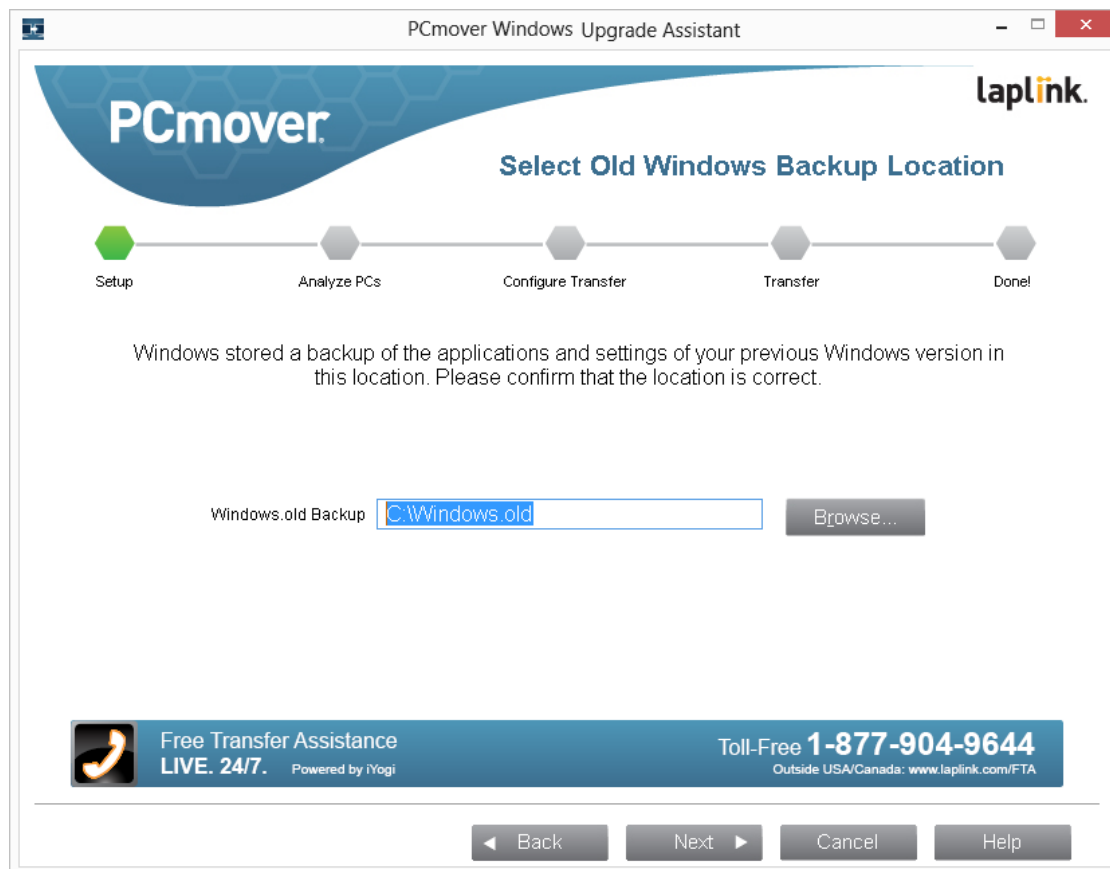 PCmover Windows Upgrade Assistant
laplink.
PCmover
Select Old Windows Backup Location
Setup
Analyze PCs
Configure Transfer
Transfer
Done!
Windows stored a backup of the applications and settings of your previous Windows version in
this location. Please confirm that the location is correct.
Windows.old Backup
C:\Windows.old
Browse...
Free Transfer Assistance
LIVE. 24/7. Powered by iYogi
Toll-Free 1-877-904-9644
Outside USA/Canada: www.laplink.com/FTA
Back
Next
Cancel
Help